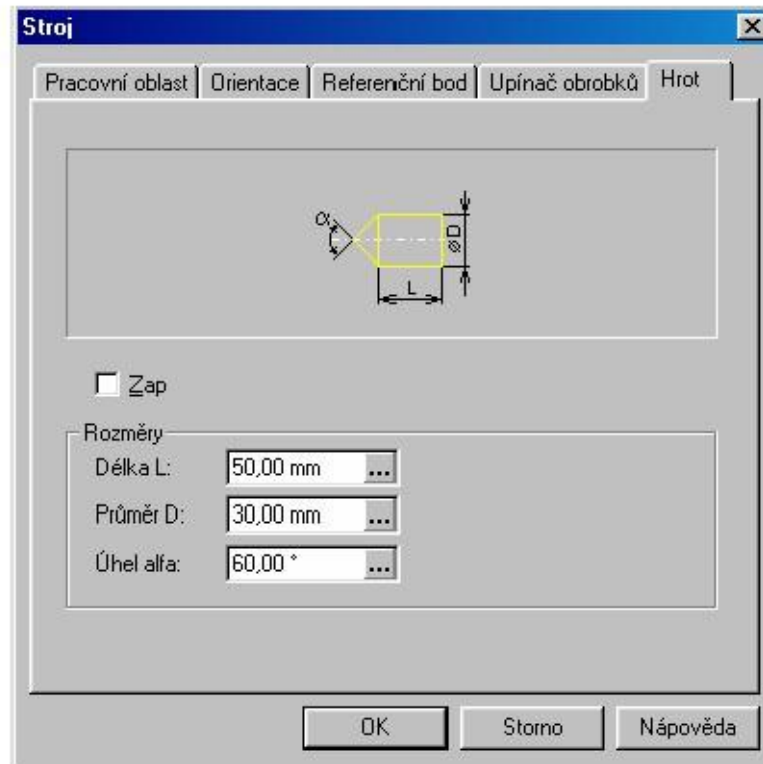 Stroj
Pracovní oblast Orientace Referenční bod Upínač obrobků Hrot
α
⌀D
L
Zap
Rozměry
Délka L: 50,00 mm ...
Průměr D: 30,00 mm ...
Úhel alfa: 60,00 ° ...
OK Storno Nápověda